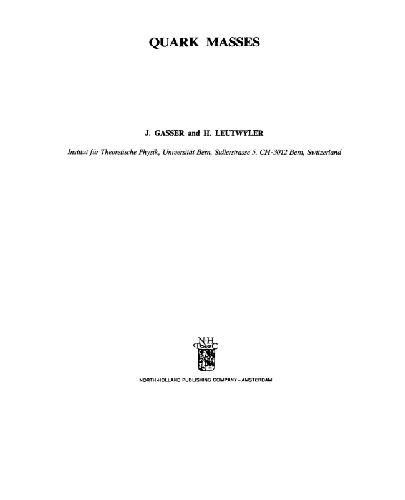 QUARK MASSES
J. GASSER and H. LEUTWYLER
Institut für Theoretische Physik, Universität Bern, Sidlerstrasse 5, CH-3012 Bern, Switzerland
NORTH-HOLLAND PUBLISHING COMPANY – AMSTERDAM